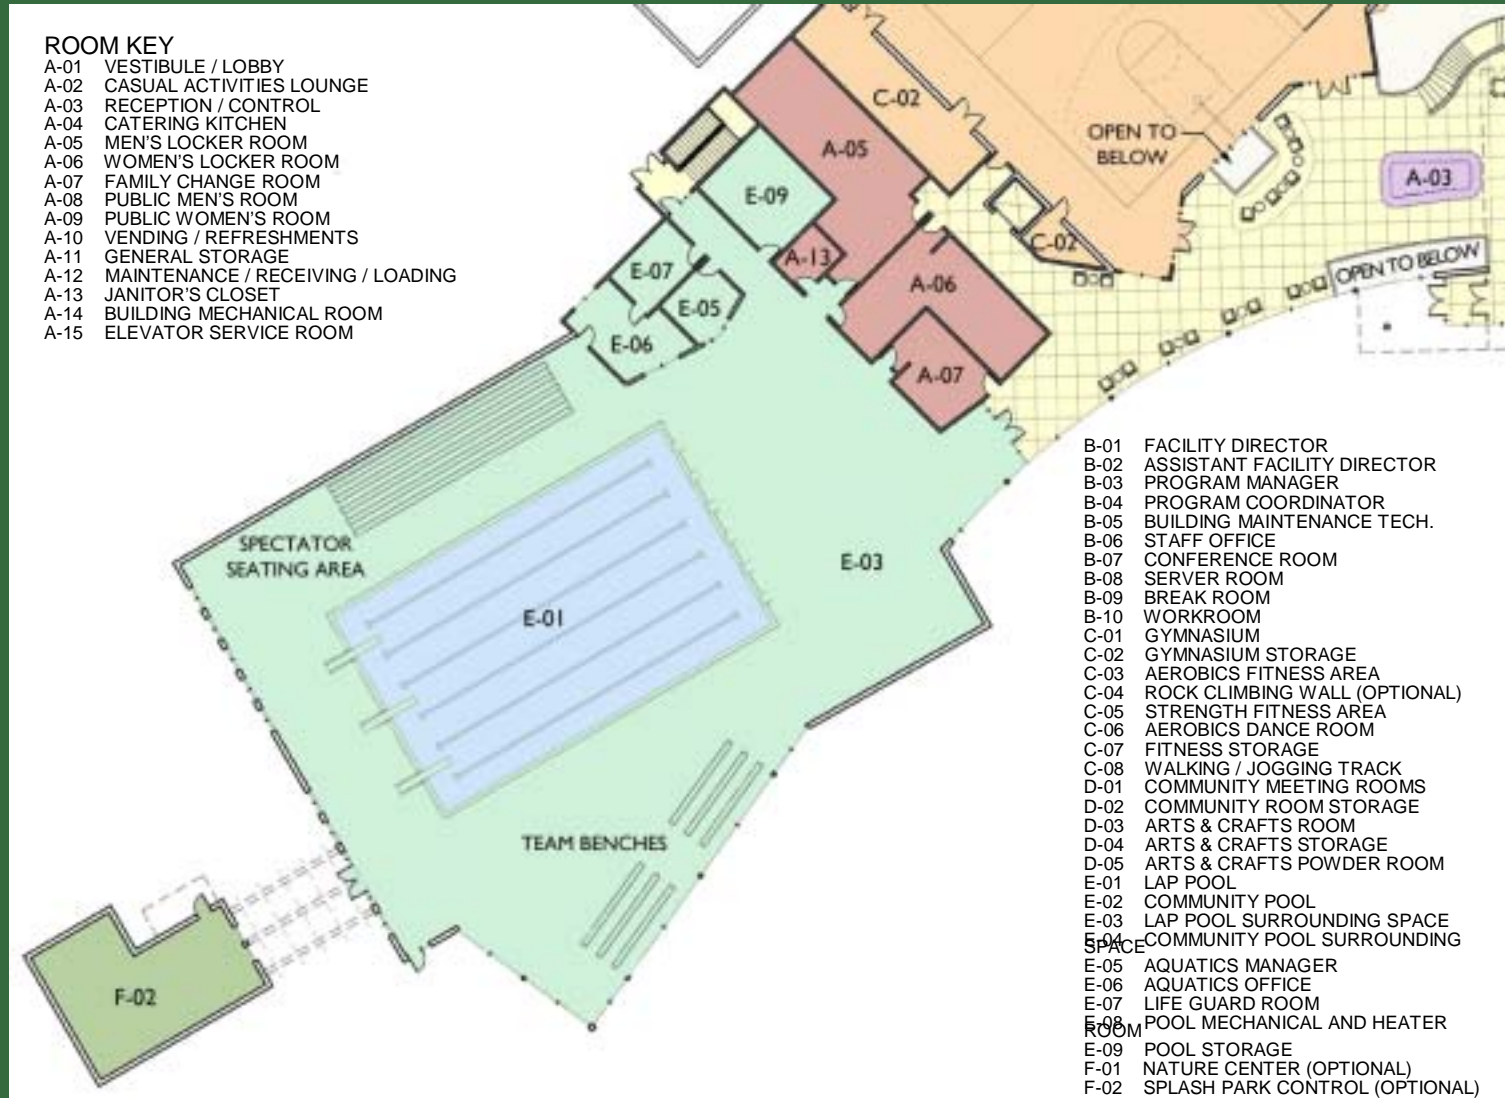 ROOM KEY
A-01 VESTIBULE / LOBBY
A-02 CASUAL ACTIVITIES LOUNGE
A-03 RECEPTION / CONTROL
A-04 CATERING KITCHEN
A-05 MEN'S LOCKER ROOM
A-06 WOMEN'S LOCKER ROOM
A-07 FAMILY CHANGE ROOM
A-08 PUBLIC MEN'S ROOM
A-09 PUBLIC WOMEN'S ROOM
A-10 VENDING / REFRESHMENTS
A-11 GENERAL STORAGE
A-12 MAINTENANCE / RECEIVING / LOADING
A-13 JANITOR'S CLOSET
A-14 BUILDING MECHANICAL ROOM
A-15 ELEVATOR SERVICE ROOM
C-02
A-05
OPEN TO
BELOW
A-03
E-09
C-02
A-13
OPEN TO BELOW
E-07
A-06
E-05
E-06
A-07
SPECTATOR
SEATING AREA
E-03
E-01
TEAM BENCHES
F-02
B-01 FACILITY DIRECTOR
B-02 ASSISTANT FACILITY DIRECTOR
B-03 PROGRAM MANAGER
B-04 PROGRAM COORDINATOR
B-05 BUILDING MAINTENANCE TECH.
B-06 STAFF OFFICE
B-07 CONFERENCE ROOM
B-08 SERVER ROOM
B-09 BREAK ROOM
B-10 WORKROOM
C-01 GYMNASIUM
C-02 GYMNASIUM STORAGE
C-03 AEROBICS FITNESS AREA
C-04 ROCK CLIMBING WALL (OPTIONAL)
C-05 STRENGTH FITNESS AREA
C-06 AEROBICS DANCE ROOM
C-07 FITNESS STORAGE
C-08 WALKING / JOGGING TRACK
D-01 COMMUNITY MEETING ROOMS
D-02 COMMUNITY ROOM STORAGE
D-03 ARTS & CRAFTS ROOM
D-04 ARTS & CRAFTS STORAGE
D-05 ARTS & CRAFTS POWDER ROOM
E-01 LAP POOL
E-02 COMMUNITY POOL
E-03 LAP POOL SURROUNDING SPACE
E-04 COMMUNITY POOL SURROUNDING
SPACE
E-05 AQUATICS MANAGER
E-06 AQUATICS OFFICE
E-07 LIFE GUARD ROOM
E-08 POOL MECHANICAL AND HEATER
ROOM
E-09 POOL STORAGE
F-01 NATURE CENTER (OPTIONAL)
F-02 SPLASH PARK CONTROL (OPTIONAL)